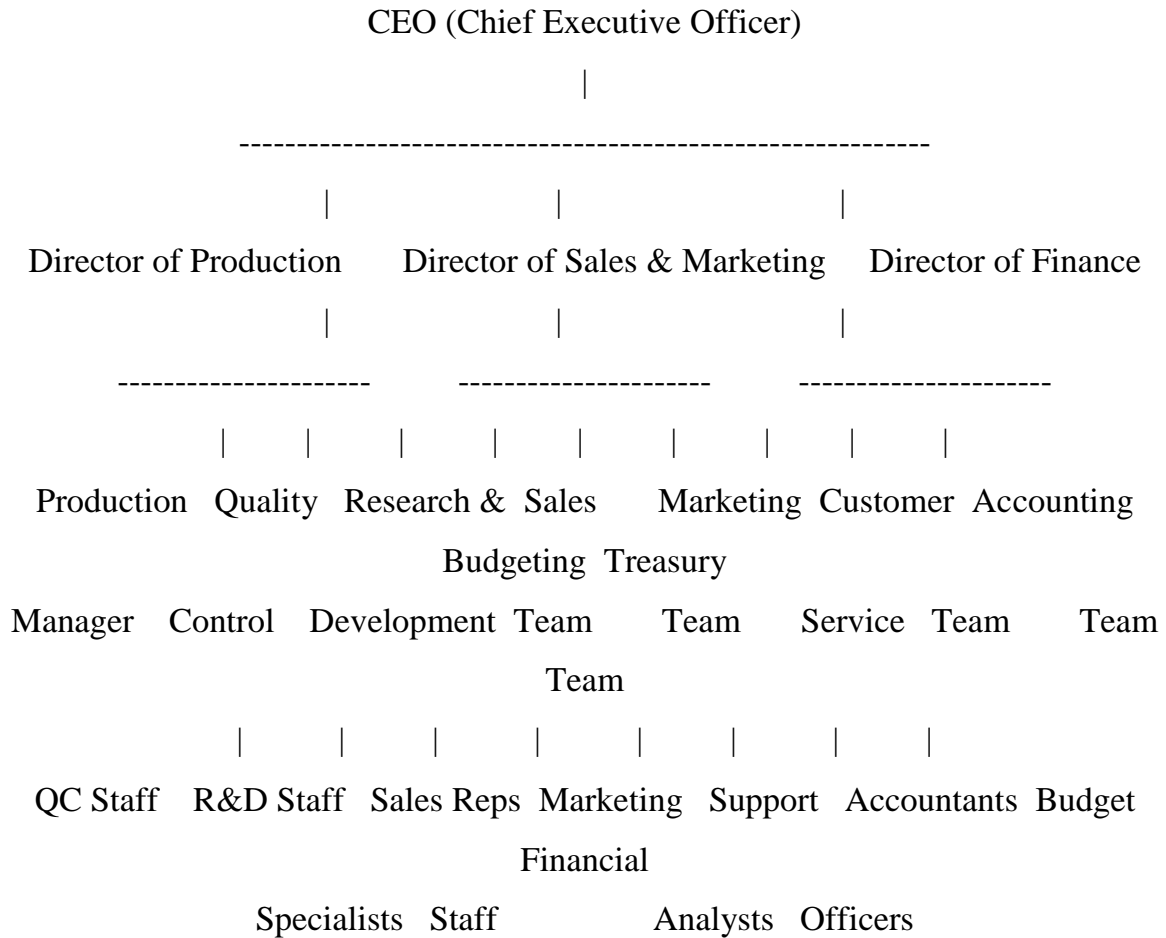 CEO (Chief Executive Officer)
|
------------------------------------------------------------
| | |
Director of Production Director of Sales & Marketing Director of Finance
| | |
---------------------- ---------------------- ----------------------
| | | | | | | | |
Production Quality Research & Sales Marketing Customer Accounting
Budgeting Treasury
Manager Control Development Team Team Service Team Team
Team
| | | | | | | |
QC Staff R&D Staff Sales Reps Marketing Support Accountants Budget
Financial
Specialists Staff Analysts Officers